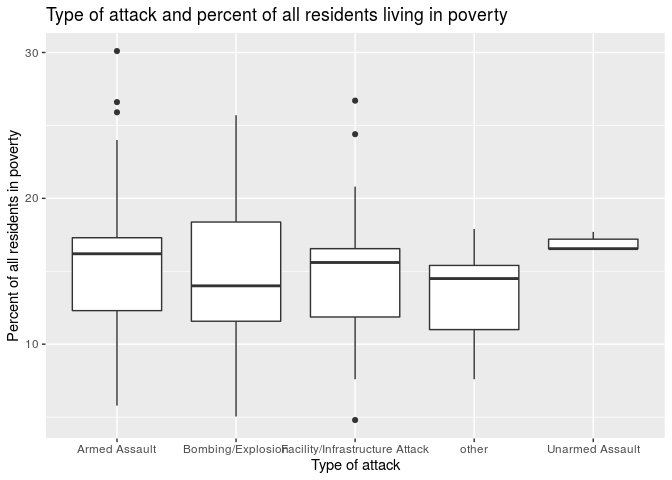 Type of attack and percent of all residents living in poverty
Percent of all residents in poverty
30
20
10
Armed Assault
Bombing/Explosion
Facility/Infrastructure Attack
other
Unarmed Assault
Type of attack